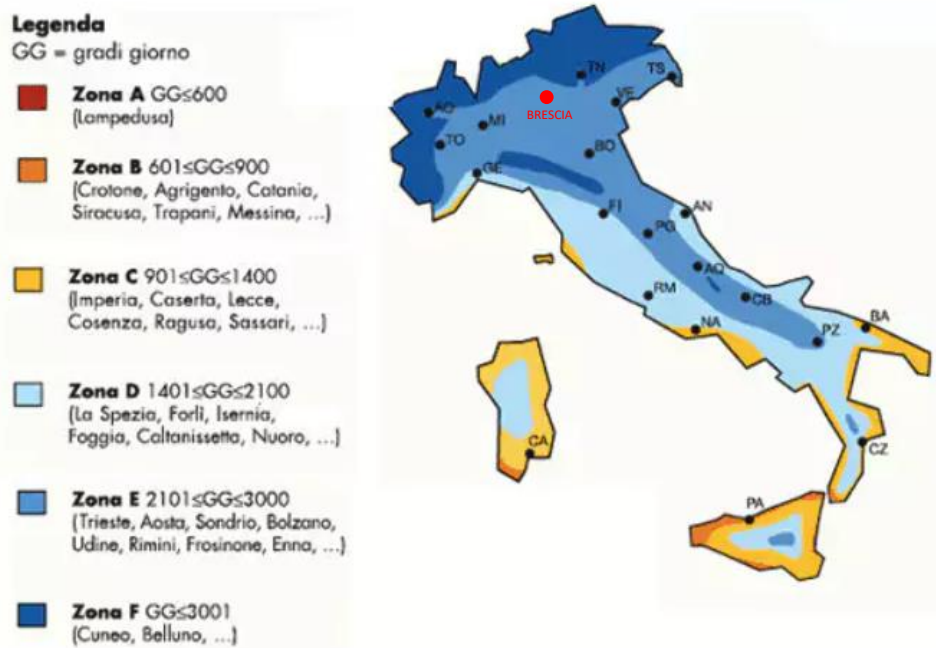 Legenda
GG = gradi giorno
Zona A GG≤600
(Lampedusa)
Zona B 601≤GG≤900
(Crotone, Agrigento, Catania,
Siracusa, Trapani, Messina, ...)
Zona C 901≤GG≤1400
(Imperia, Caserta, Lecce,
Cosenza, Ragusa, Sassari, ...)
Zona D 1401≤GG≤2100
(La Spezia, Forlì, Isernia,
Foggia, Caltanissetta, Nuoro, ...)
Zona E 2101≤GG≤3000
(Trieste, Aosta, Sondrio, Bolzano,
Udine, Rimini, Frosinone, Enna, ...)
Zona F GG≤3001
(Cuneo, Belluno, ...)
TN
TS
AO
VE
BRESCIA
MI
TO
BO
GE
FI
AN
PG
AQ
RM
CB
NA
PZ
BA
CA
CZ
PA